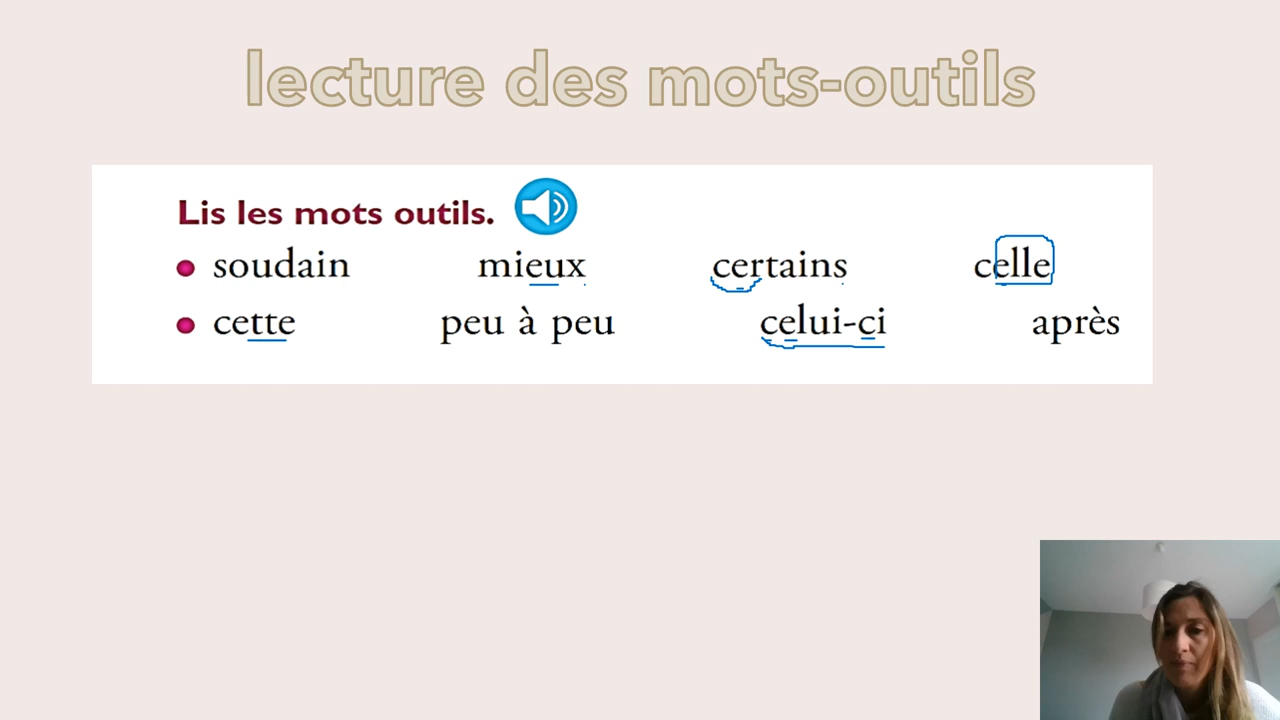 lecture des mots-outils
Lis les mots outils.
soudain mieux certains celle
cette peu à peu celui-ci après